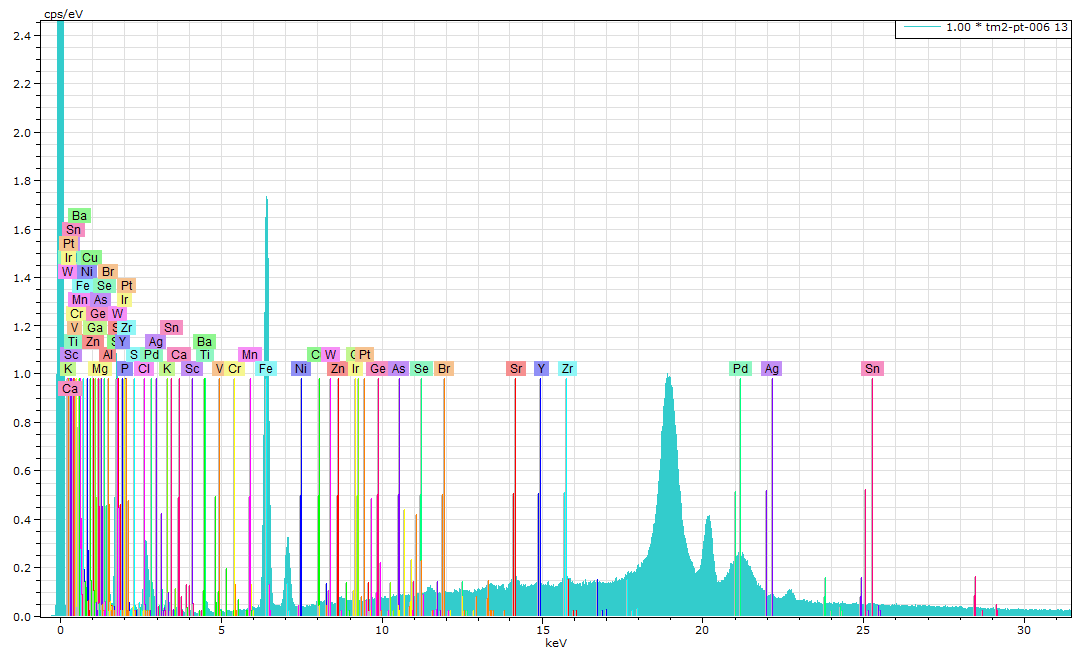 cps/eV
1.00 * tm2-pt-006 13
2.4
2.2
2.0
1.8
1.6
1.4
1.2
1.0
0.8
0.6
0.4
0.2
0.0
Ba
Sn
Pt
Ir Cu
W Ni Br
Fe Se Pt
Mn As Ir
Cr Ge W
V Ga S Zr Sn
Ti Zn S Y Ag Ba
Sc Al S Pd Ca Ti Mn C W G Pt
K Mg P Cl K Sc V Cr Fe Ni Zn Ir Ge As Se Br Sr Y Zr Pd Ag Sn
Ca
0 5 10 15 20 25 30
keV